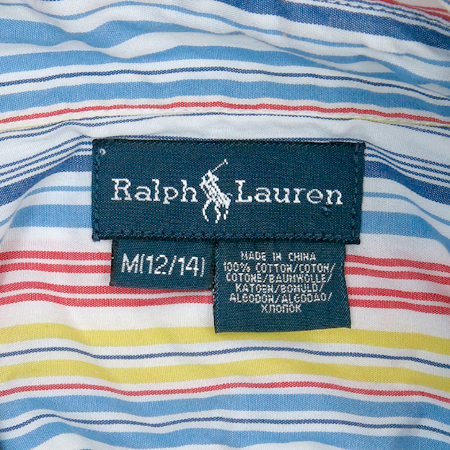 Ralph Lauren
M(12/14)
MADE IN CHINA
100% COTTON/COTON/
COTONE/BAUMWOLLE/
KATOEN/BOMULD/
ALGODON/ALGODAO/
ХЛОПОК